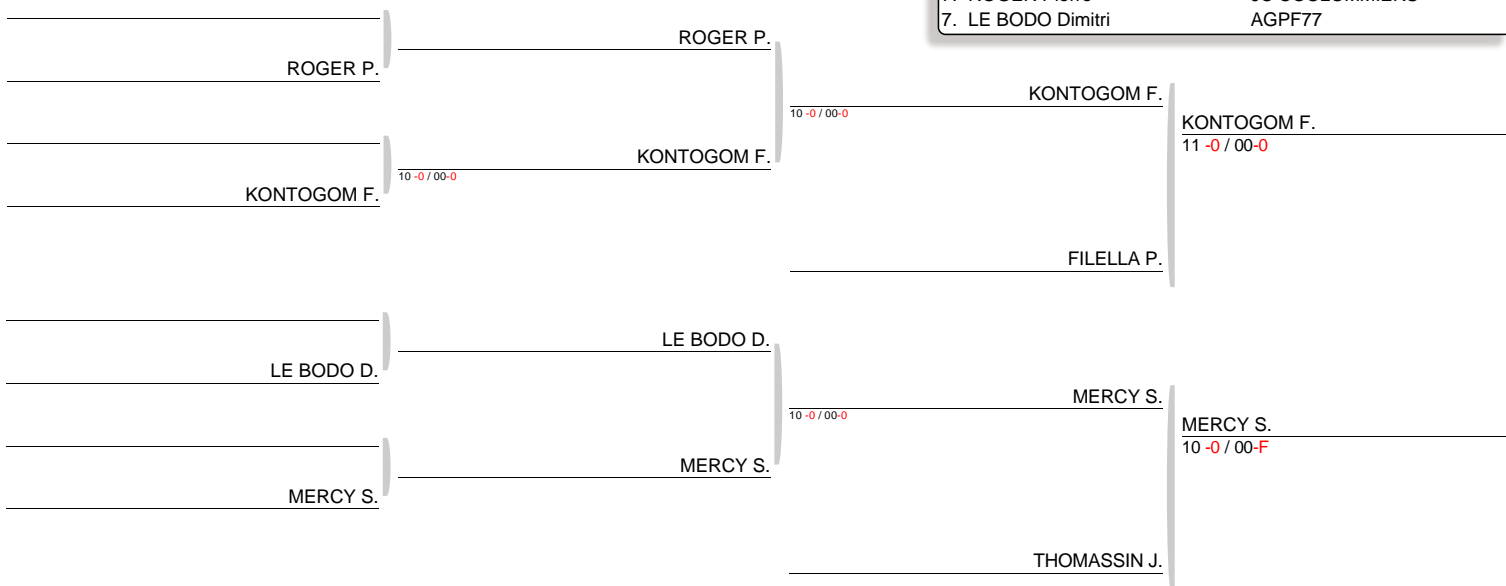 7. LE BODO Dimitri AGPF77
ROGER P.
ROGER P.
KONTOGOM F.
10 -0 / 00-0
KONTOGOM F.
11 -0 / 00-0
KONTOGOM F.
10 -0 / 00-0
KONTOGOM F.
FILELLA P.
LE BODO D.
LE BODO D.
MERCY S.
10 -0 / 00-0
MERCY S.
10 -0 / 00-F
MERCY S.
MERCY S.
THOMASSIN J.